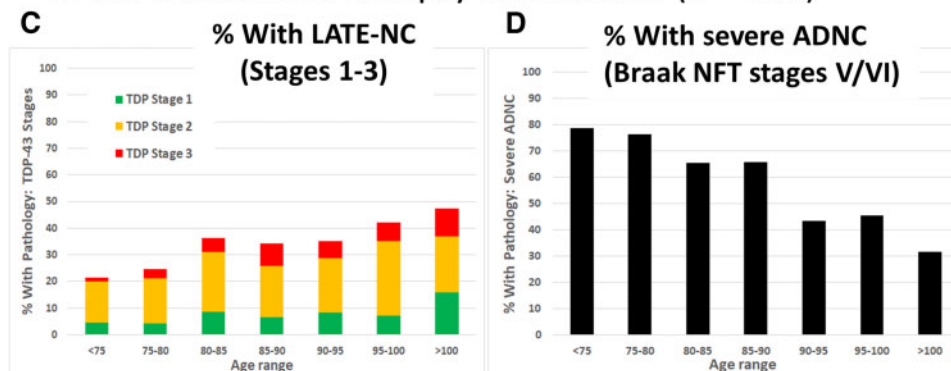 C
% With LATE-NC
(Stages 1-3)
% With Pathology: TDP-43 Stages
100
90
80
70
60
50
40
30
20
10
0
TDP Stage 1
TDP Stage 2
TDP Stage 3
<75 75-80 80-85 85-90 90-95 95-100 >100
Age range
D
% With severe ADNC
(Braak NFT stages V/VI)
% With Pathology: Severe ADNC
100
90
80
70
60
50
40
30
20
10
0
<75 75-80 80-85 85-90 90-95 95-100 >100
Age range